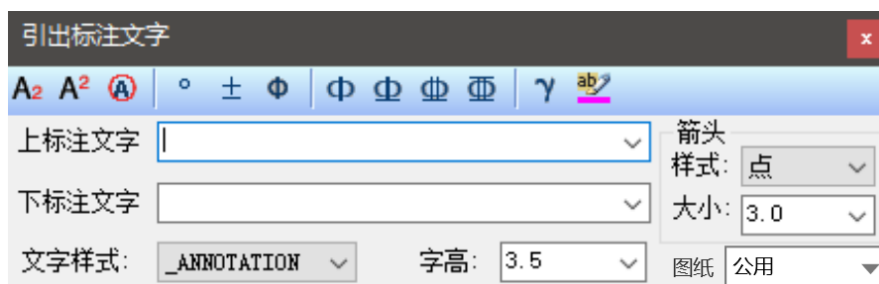 引出标注文字 x
A₂ A² A ° ± Φ Φ Φ Φ Φ γ ab
上标注文字
箭头
样式: 点
下标注文字
大小: 3.0
文字样式: _ANNOTATION 字高: 3.5 图纸 公用